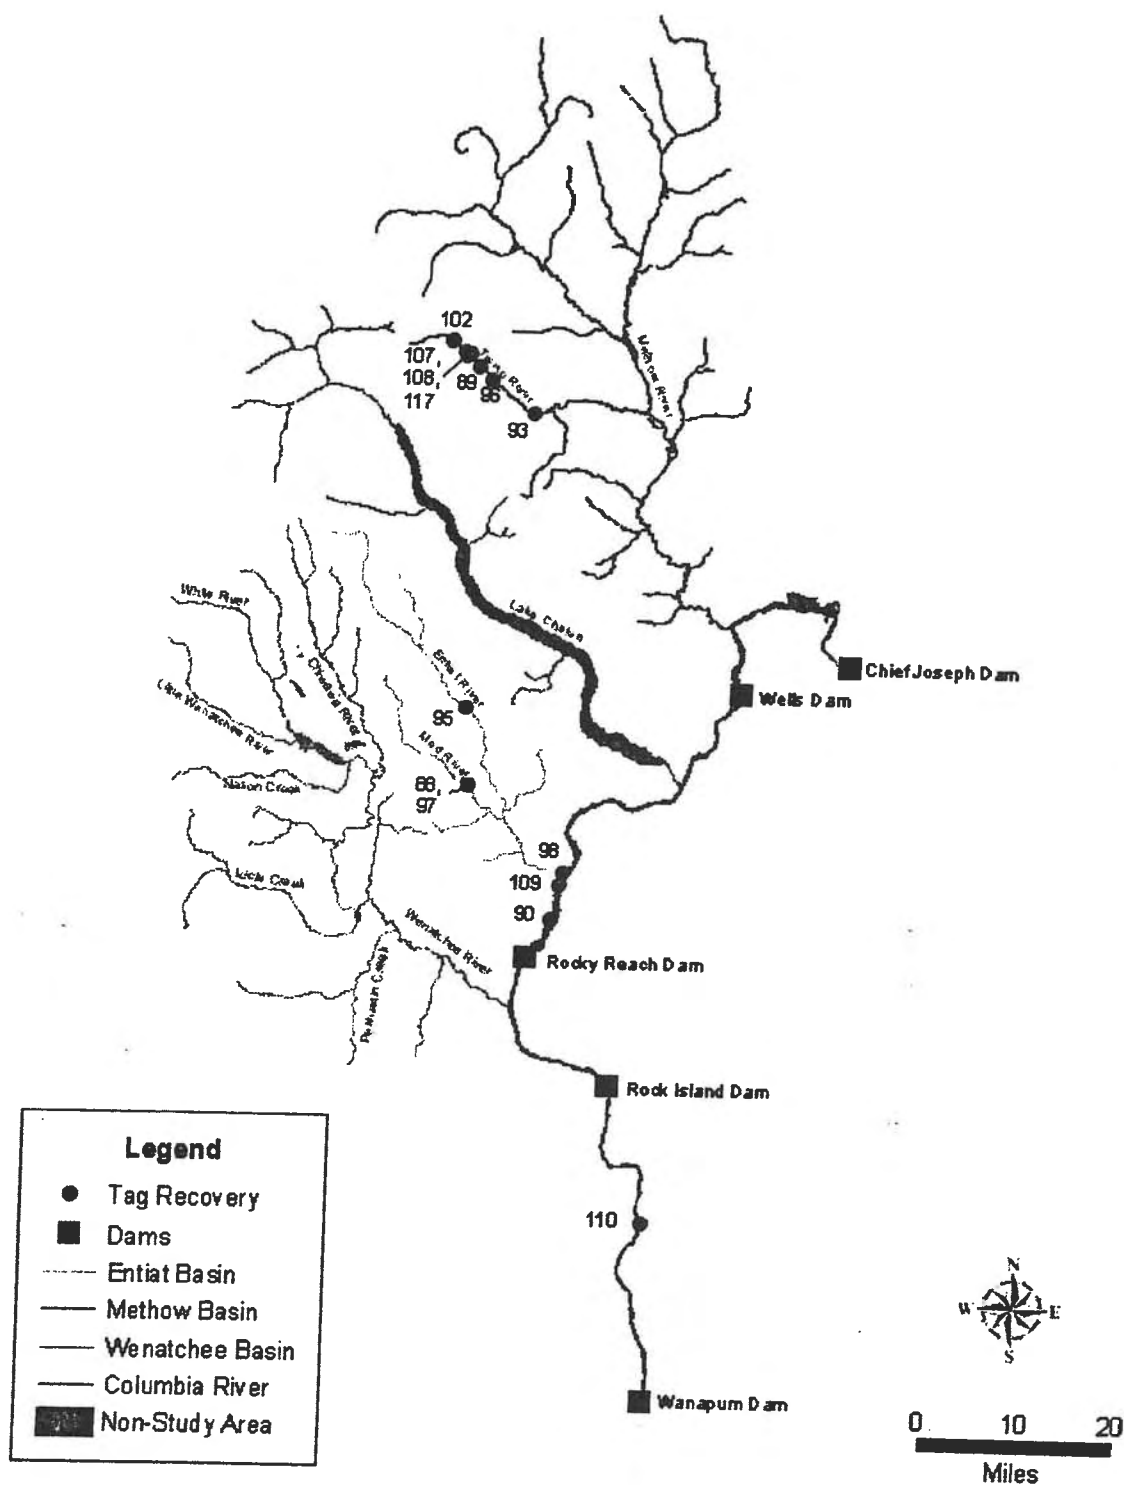 102
107,
108,
117
89
96
93
Twisp River
Methow River
White River
Chiwawa River
Little Wenatchee River
Nason Creek
Icicle Creek
Peshastin Creek
Wenatchee River
Entiat River
Mad River
Lake Chelan
95
88,
97
98
109
90
Chief Joseph Dam
Wells Dam
Rocky Reach Dam
Rock Island Dam
110
Wanapum Dam
Legend
Tag Recovery
Dams
Entiat Basin
Methow Basin
Wenatchee Basin
Columbia River
Non-Study Area
N
W
E
S
0 10 20
Miles